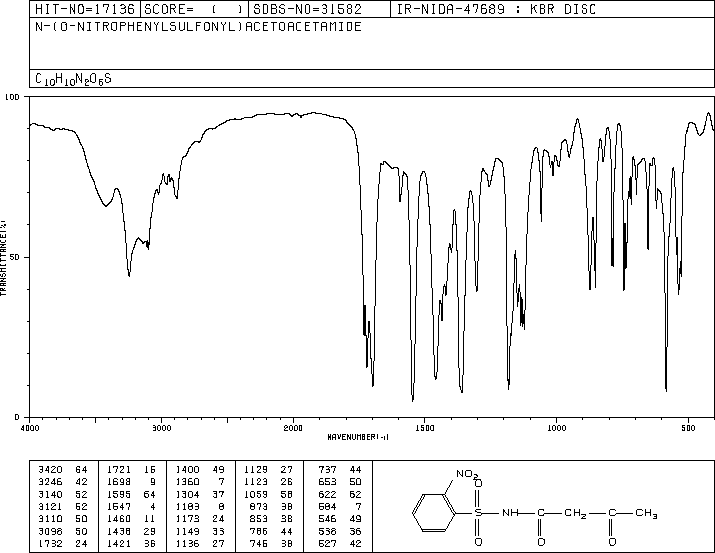 HIT-NO=17136 SCORE= ( ) SDBS-NO=31582 IR-NIDA-47689 : KBR DISC
N-(O-NITROPHENYLSULFONYL)ACETOACETAMIDE
C10H10N2O6S
100
50
0
TRANSMITTANCE(%)
4000 3000 2000 1500 1000 500
WAVENUMBER(-1)
3420 64 1721 16 1400 49 1129 27 737 44
3246 42 1698 9 1360 7 1123 26 653 50
3140 52 1595 64 1304 37 1059 58 622 62
3121 52 1547 4 1183 8 873 38 584 7
3110 50 1460 11 1173 24 853 38 546 49
3098 50 1438 29 1149 33 786 44 538 36
1732 24 1421 36 1136 27 746 38 527 42
NO2
O
S NH C CH2 C CH3
O O O